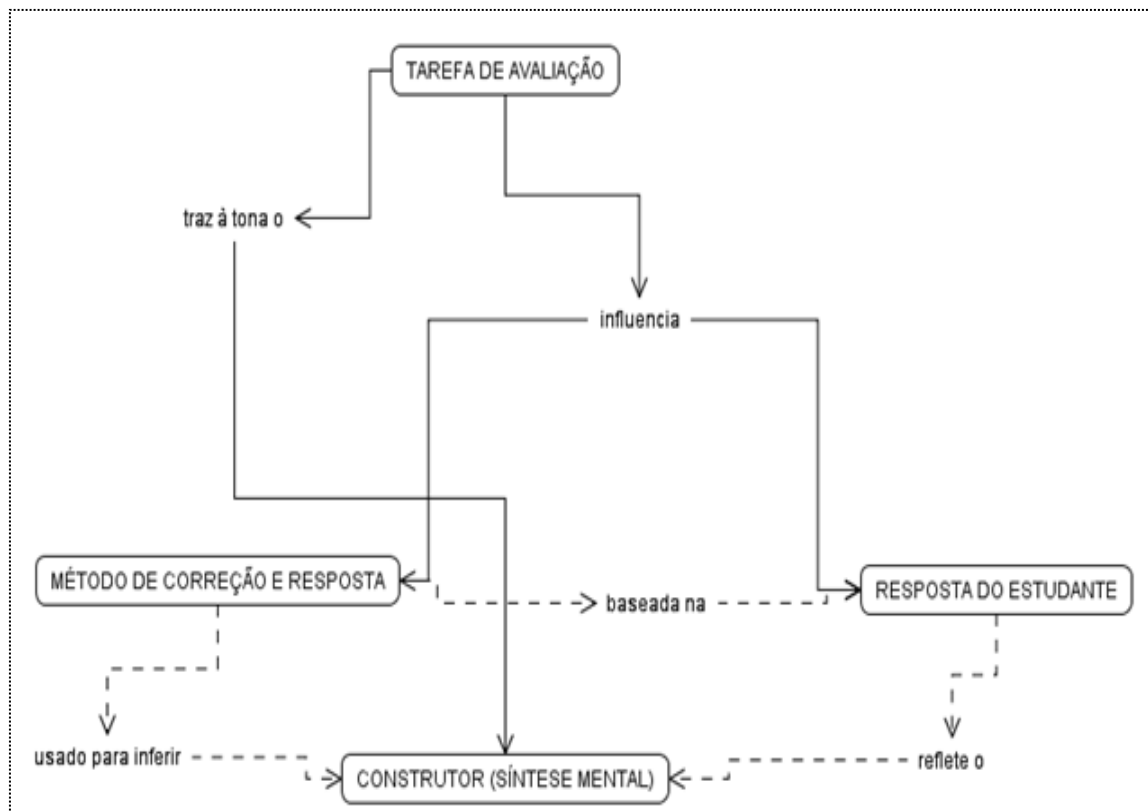 TAREFA DE AVALIAÇÃO
traz à tona o
influencia
MÉTODO DE CORREÇÃO E RESPOSTA
baseada na
RESPOSTA DO ESTUDANTE
usado para inferir
CONSTRUTOR (SÍNTESE MENTAL)
reflete o